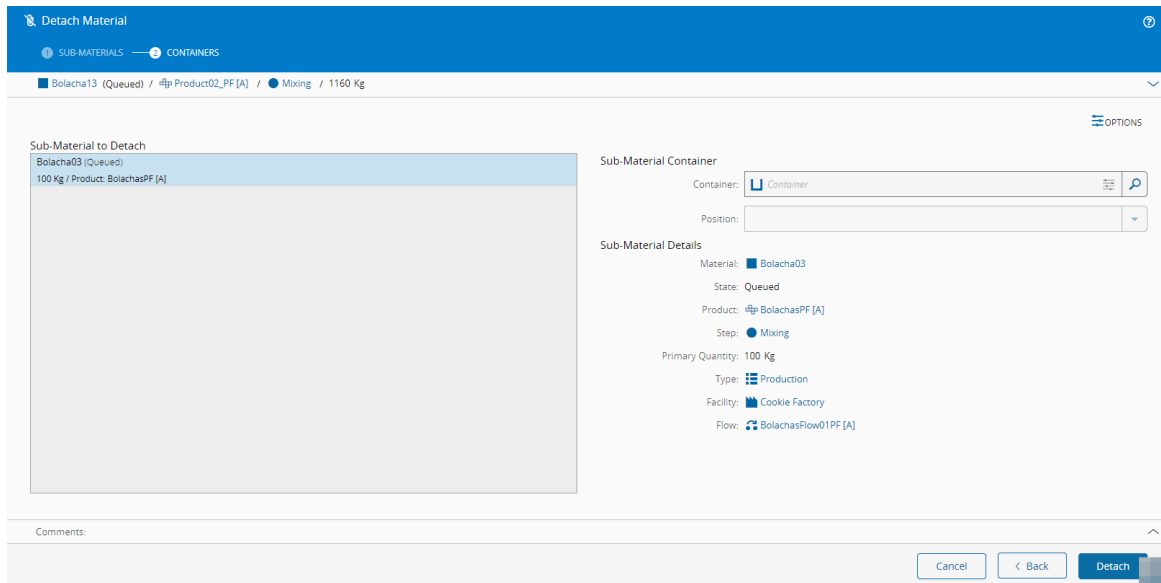 Detach Material
1 SUB-MATERIALS 2 CONTAINERS
Bolacha13 (Queued) / Product02_PF [A] / Mixing / 1160 Kg
OPTIONS
Sub-Material to Detach
Bolacha03 (Queued)
100 Kg / Product: BolachasPF [A]
Sub-Material Container
Container: Container
Position:
Sub-Material Details
Material: Bolacha03
State: Queued
Product: BolachasPF [A]
Step: Mixing
Primary Quantity: 100 Kg
Type: Production
Facility: Cookie Factory
Flow: BolachasFlow01PF [A]
Comments:
Cancel < Back Detach